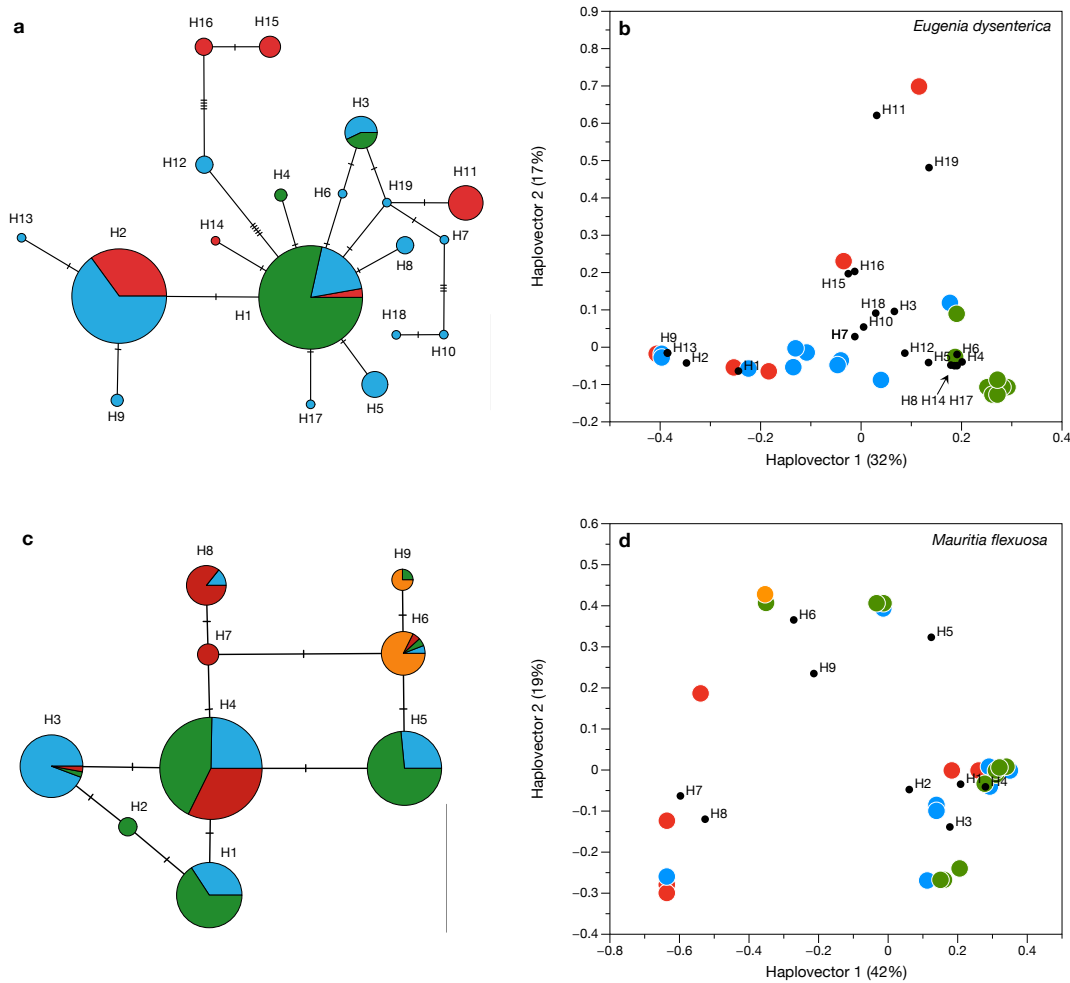 a
H16
H15
H3
H12
H4
H6
H19
H11
H13
H2
H14
H7
H8
H1
H18
H10
H9
H17
H5
b
Eugenia dysenterica
Haplovector 2 (17%)
0.9
0.8
0.7
0.6
0.5
0.4
0.3
0.2
0.1
0
−0.1
−0.2
H11
H19
H16
H15
H18
H3
H10
H7
H9
H13
H2
H1
H12
H6
H5
H4
H8 H14 H17
−0.4
−0.2
0
0.2
0.4
Haplovector 1 (32%)
c
H8
H9
H7
H6
H4
H3
H5
H2
H1
d
Mauritia flexuosa
Haplovector 2 (19%)
0.6
0.5
0.4
0.3
0.2
0.1
0
−0.1
−0.2
−0.3
−0.4
H6
H5
H9
H7
H8
H2
H1
H4
H3
−0.8
−0.6
−0.4
−0.2
0
0.2
0.4
0.6
Haplovector 1 (42%)